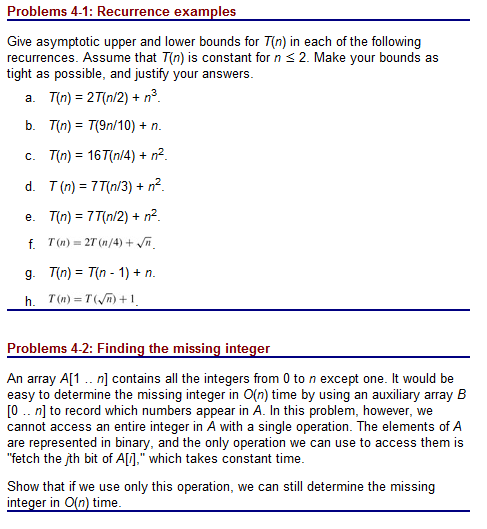 Problems 4-1: Recurrence examples
Give asymptotic upper and lower bounds for T(n) in each of the following
recurrences. Assume that T(n) is constant for n ≤ 2. Make your bounds as
tight as possible, and justify your answers.
a. T(n) = 2T(n/2) + n³.
b. T(n) = T(9n/10) + n.
c. T(n) = 16T(n/4) + n².
d. T (n) = 7T(n/3) + n².
e. T(n) = 7T(n/2) + n².
f. T (n) = 2T (n/4) + √n.
g. T(n) = T(n - 1) + n.
h. T (n) = T (√n) + 1.
Problems 4-2: Finding the missing integer
An array A[1 .. n] contains all the integers from 0 to n except one. It would be
easy to determine the missing integer in O(n) time by using an auxiliary array B
[0 .. n] to record which numbers appear in A. In this problem, however, we
cannot access an entire integer in A with a single operation. The elements of A
are represented in binary, and the only operation we can use to access them is
"fetch the jth bit of A[i]," which takes constant time.
Show that if we use only this operation, we can still determine the missing
integer in O(n) time.